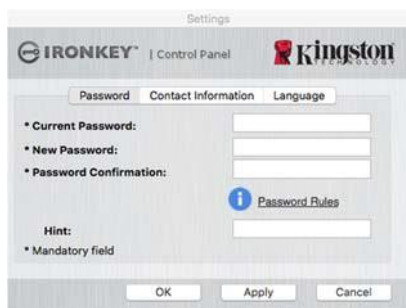 Settings
IRONKEY™ | Control Panel
Kingston
TECHNOLOGY
Password Contact Information Language
* Current Password:
* New Password:
* Password Confirmation:
i Password Rules
Hint:
* Mandatory field
OK Apply Cancel